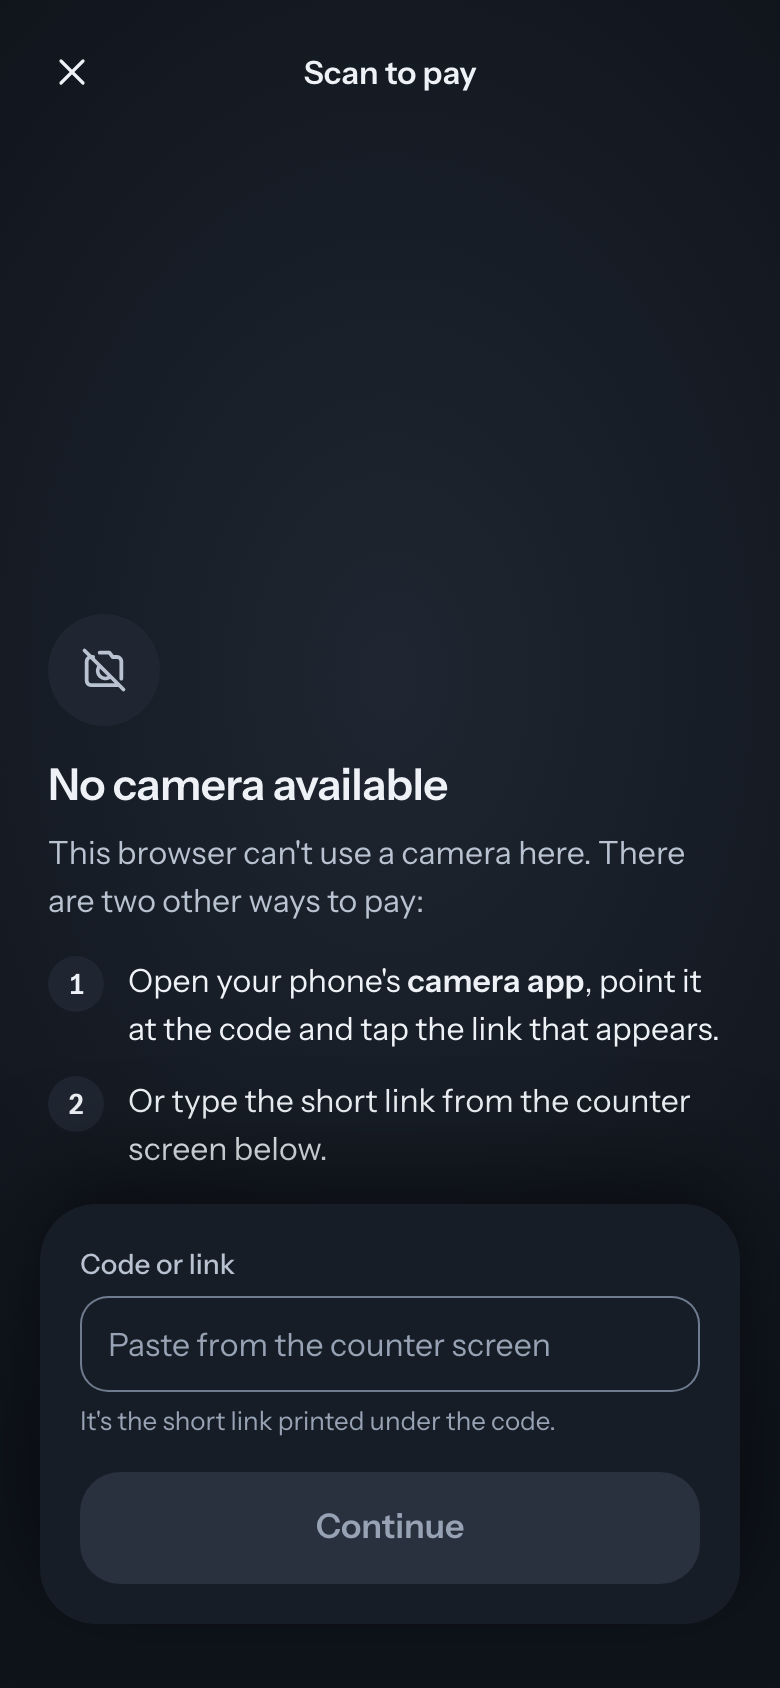 Scan to pay
No camera available
This browser can't use a camera here. There
are two other ways to pay:
1 Open your phone's camera app, point it
at the code and tap the link that appears.
2 Or type the short link from the counter
screen below.
Code or link
Paste from the counter screen
It's the short link printed under the code.
Continue